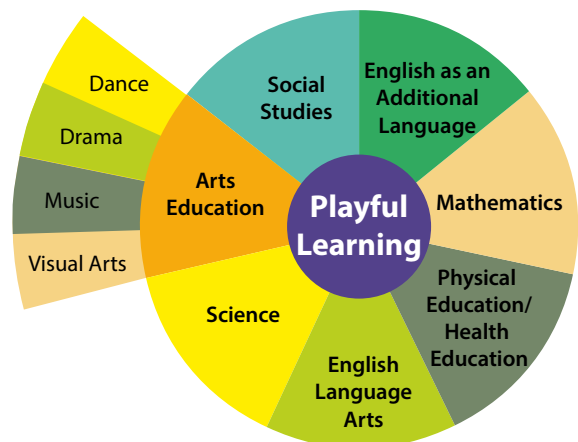 Dance
Drama
Music
Visual Arts
Arts
Education
Social
Studies
English as an
Additional
Language
Mathematics
Physical
Education/
Health
Education
English
Language
Arts
Science
Playful
Learning